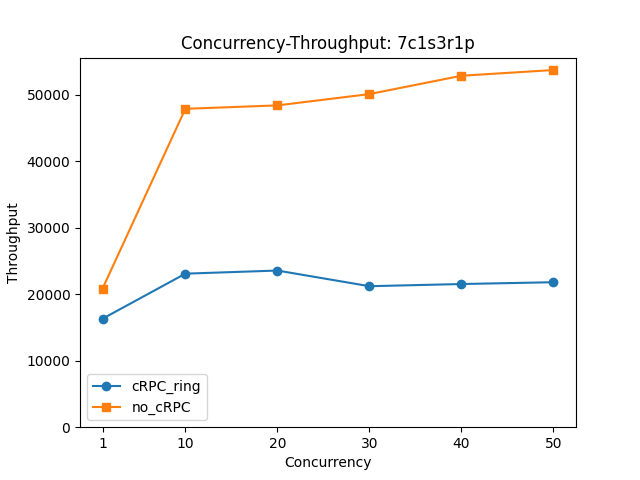 Concurrency-Throughput: 7c1s3r1p
Throughput
50000
40000
30000
20000
10000
0
cRPC_ring
no_cRPC
1 10 20 30 40 50
Concurrency